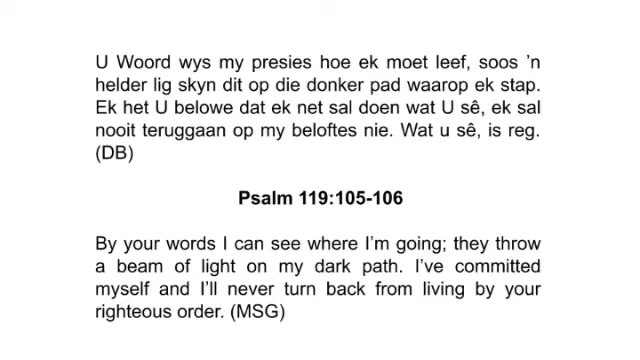 U Woord wys my presies hoe ek moet leef, soos 'n
helder lig skyn dit op die donker pad waarop ek stap.
Ek het U belowe dat ek net sal doen wat U sê, ek sal
nooit teruggaan op my beloftes nie. Wat u sê, is reg.
(DB)
Psalm 119:105-106
By your words I can see where I'm going; they throw
a beam of light on my dark path. I've committed
myself and I'll never turn back from living by your
righteous order. (MSG)